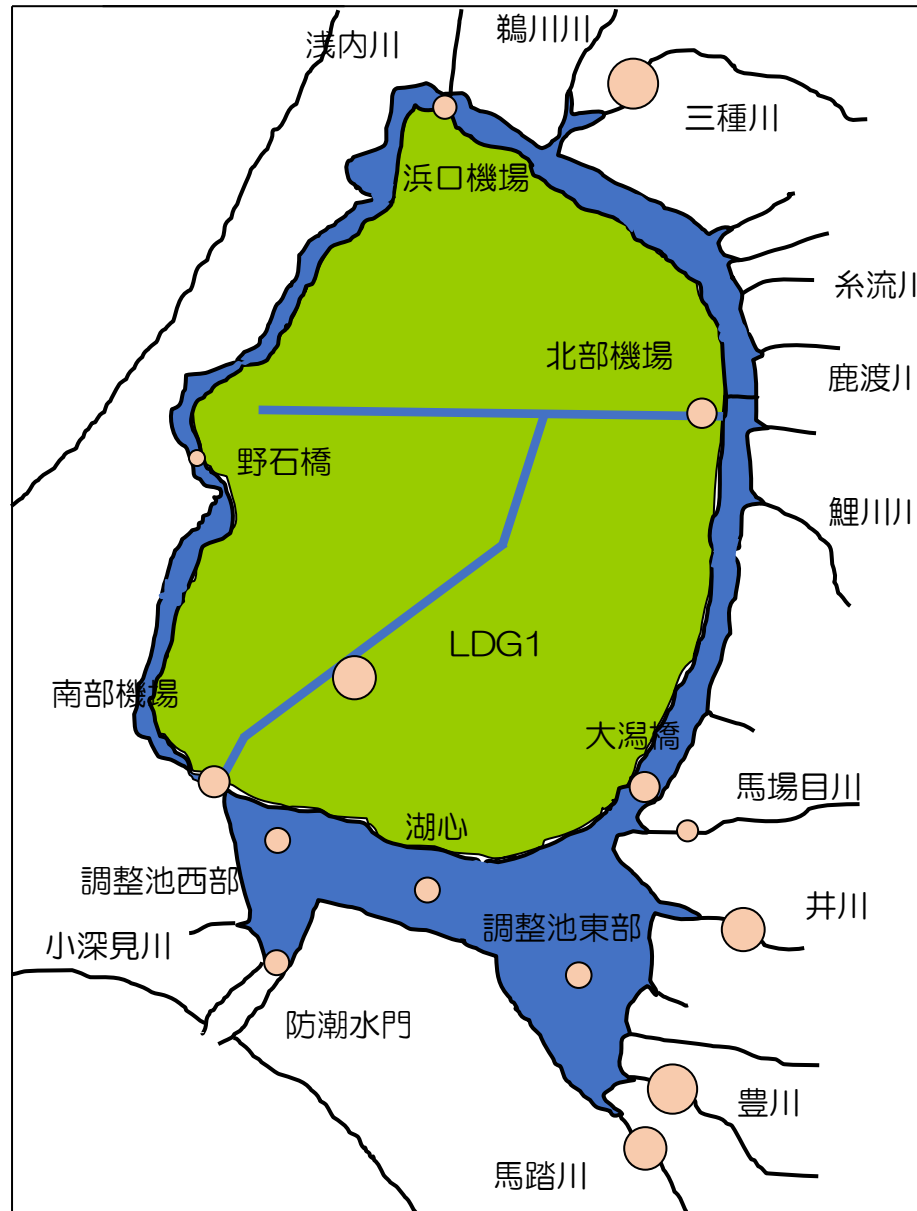 鵜川川
浅内川
三種川
浜口機場
糸流川
北部機場
鹿渡川
野石橋
鯉川川
LDG1
南部機場
大潟橋
馬場目川
湖心
調整池西部
井川
調整池東部
小深見川
防潮水門
豊川
馬踏川